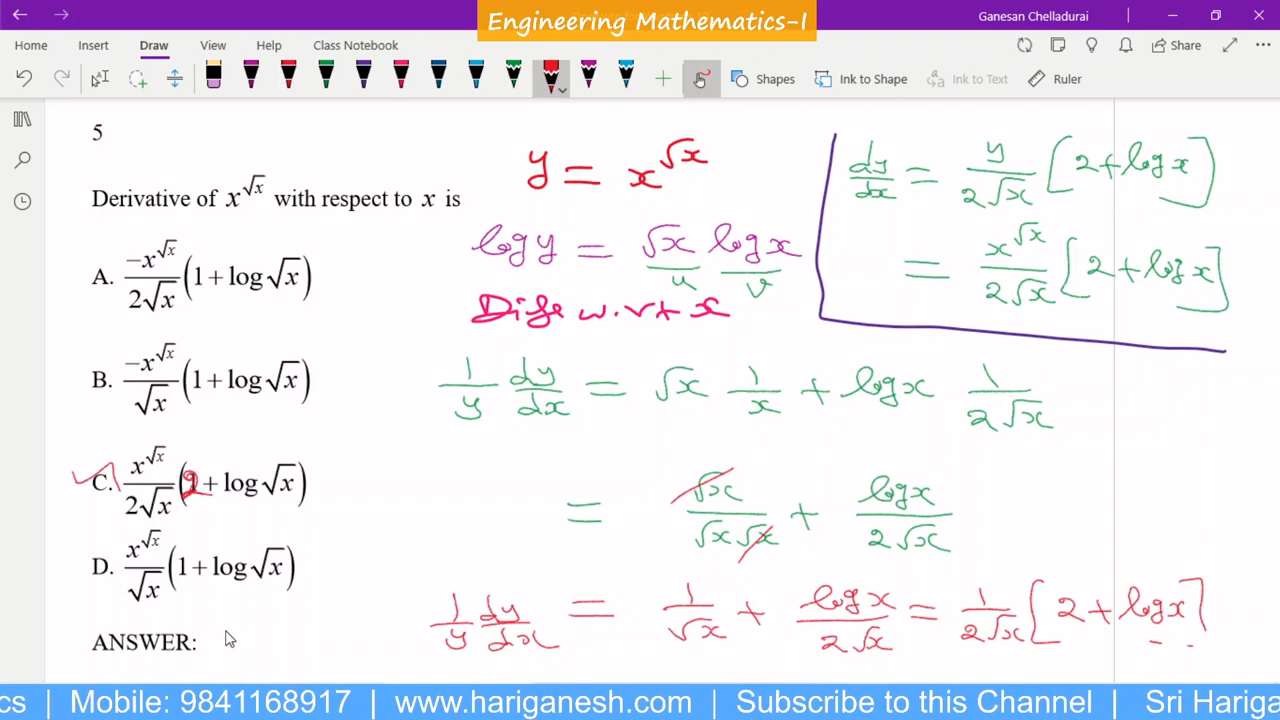 Engineering Mathematics-I
Ganesan Chelladurai
Home Insert Draw View Help Class Notebook
Share
Shapes Ink to Shape Ink to Text Ruler
5
Derivative of x^√x with respect to x is
A. −x^√x / 2√x (1 + log √x)
B. −x^√x / √x (1 + log √x)
C. x^√x / 2√x (2 + log √x)
D. x^√x / √x (1 + log √x)
ANSWER:
y = x^√x
log y = √x log x
u v
Diff w.r.t x
1/y dy/dx = √x 1/x + log x 1/2√x
= √x / √x √x + log x / 2√x
1/y dy/dx = 1/√x + log x / 2√x = 1/2√x [2 + log x]
dy/dx = y / 2√x [2 + log x]
= x^√x / 2√x [2 + log x]
cs | Mobile: 9841168917 | www.hariganesh.com | Subscribe to this Channel | Sri Hariga